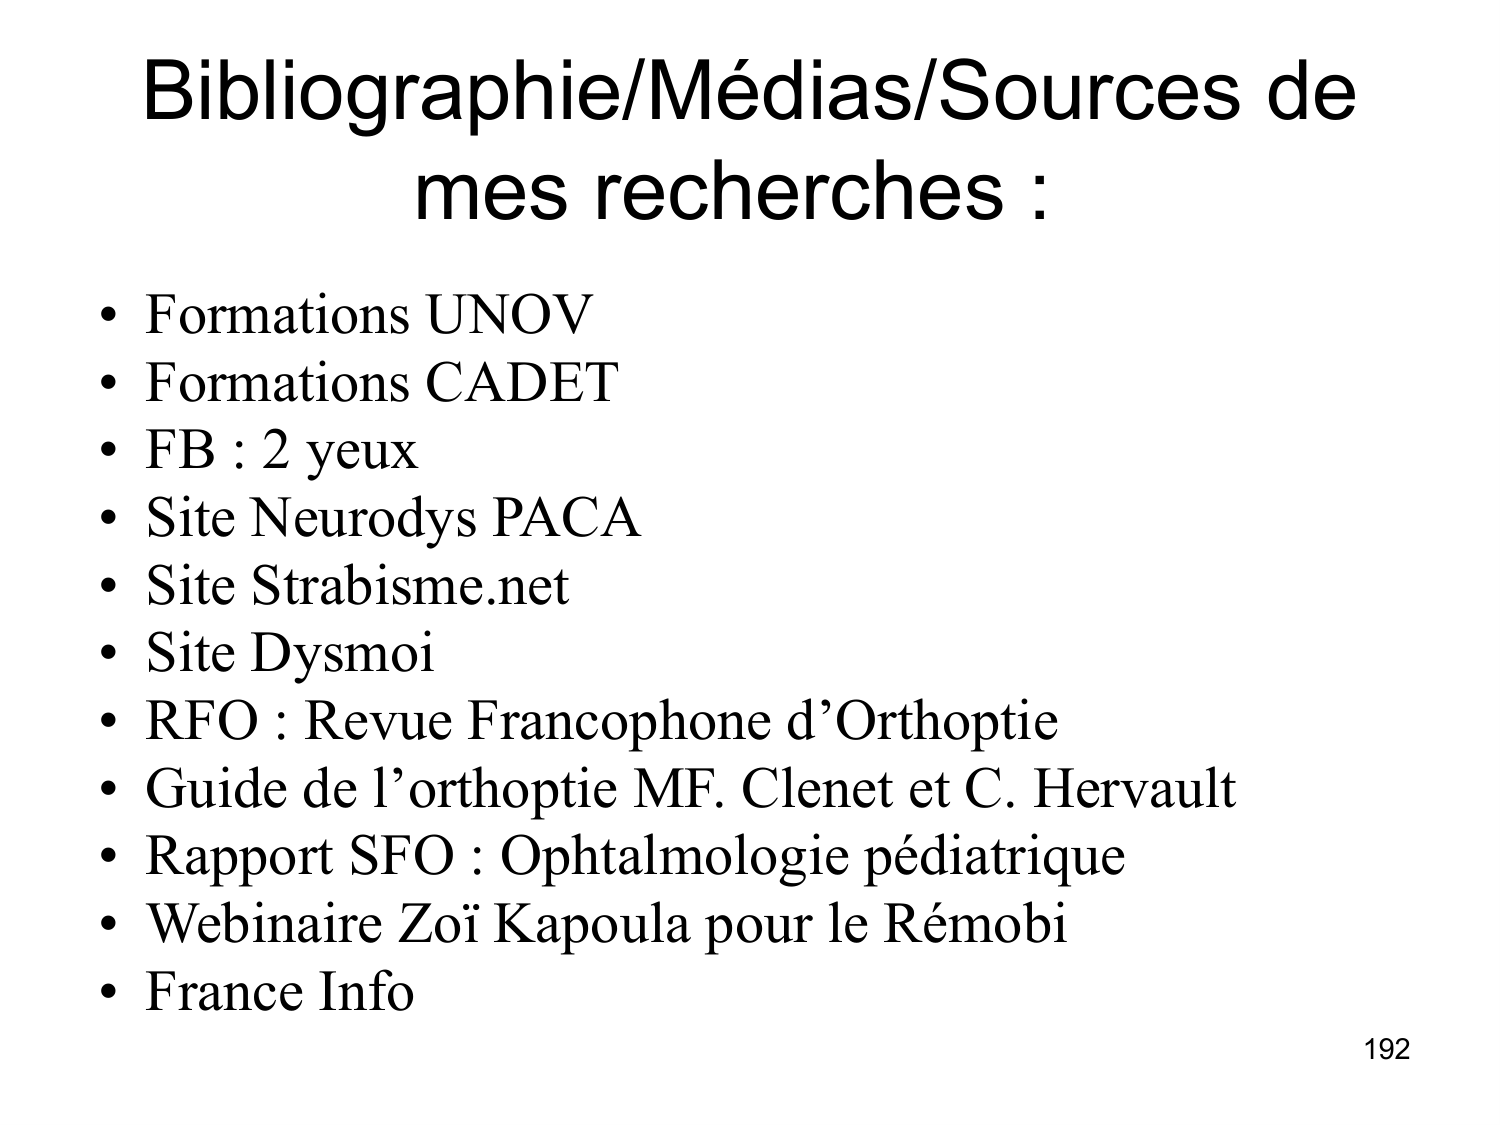 Bibliographie/Médias/Sources de
mes recherches :
• Formations UNOV
• Formations CADET
• FB : 2 yeux
• Site Neurodys PACA
• Site Strabisme.net
• Site Dysmoi
• RFO : Revue Francophone d’Orthoptie
• Guide de l’orthoptie MF. Clenet et C. Hervault
• Rapport SFO : Ophtalmologie pédiatrique
• Webinaire Zoï Kapoula pour le Rémobi
• France Info
192